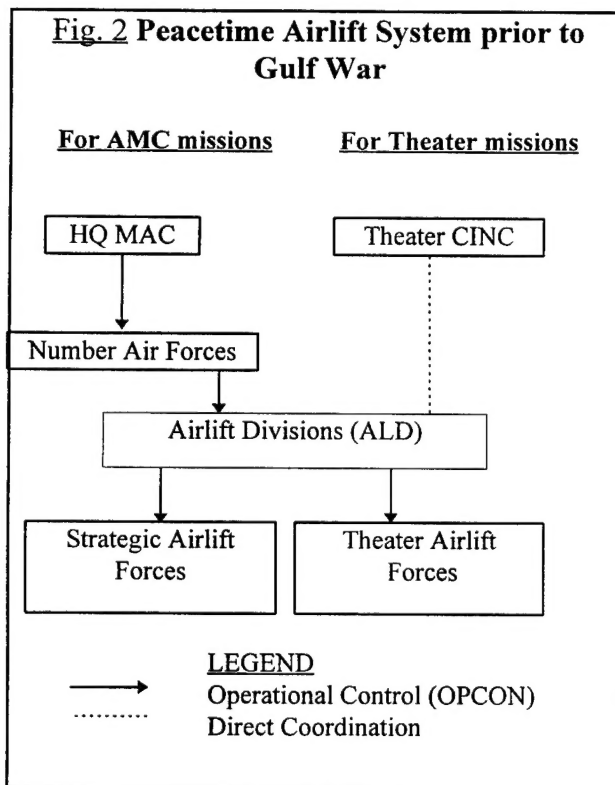 Fig. 2 Peacetime Airlift System prior to
Gulf War
For AMC missions
For Theater missions
HQ MAC
Theater CINC
Number Air Forces
Airlift Divisions (ALD)
Strategic Airlift
Forces
Theater Airlift
Forces
LEGEND
Operational Control (OPCON)
Direct Coordination